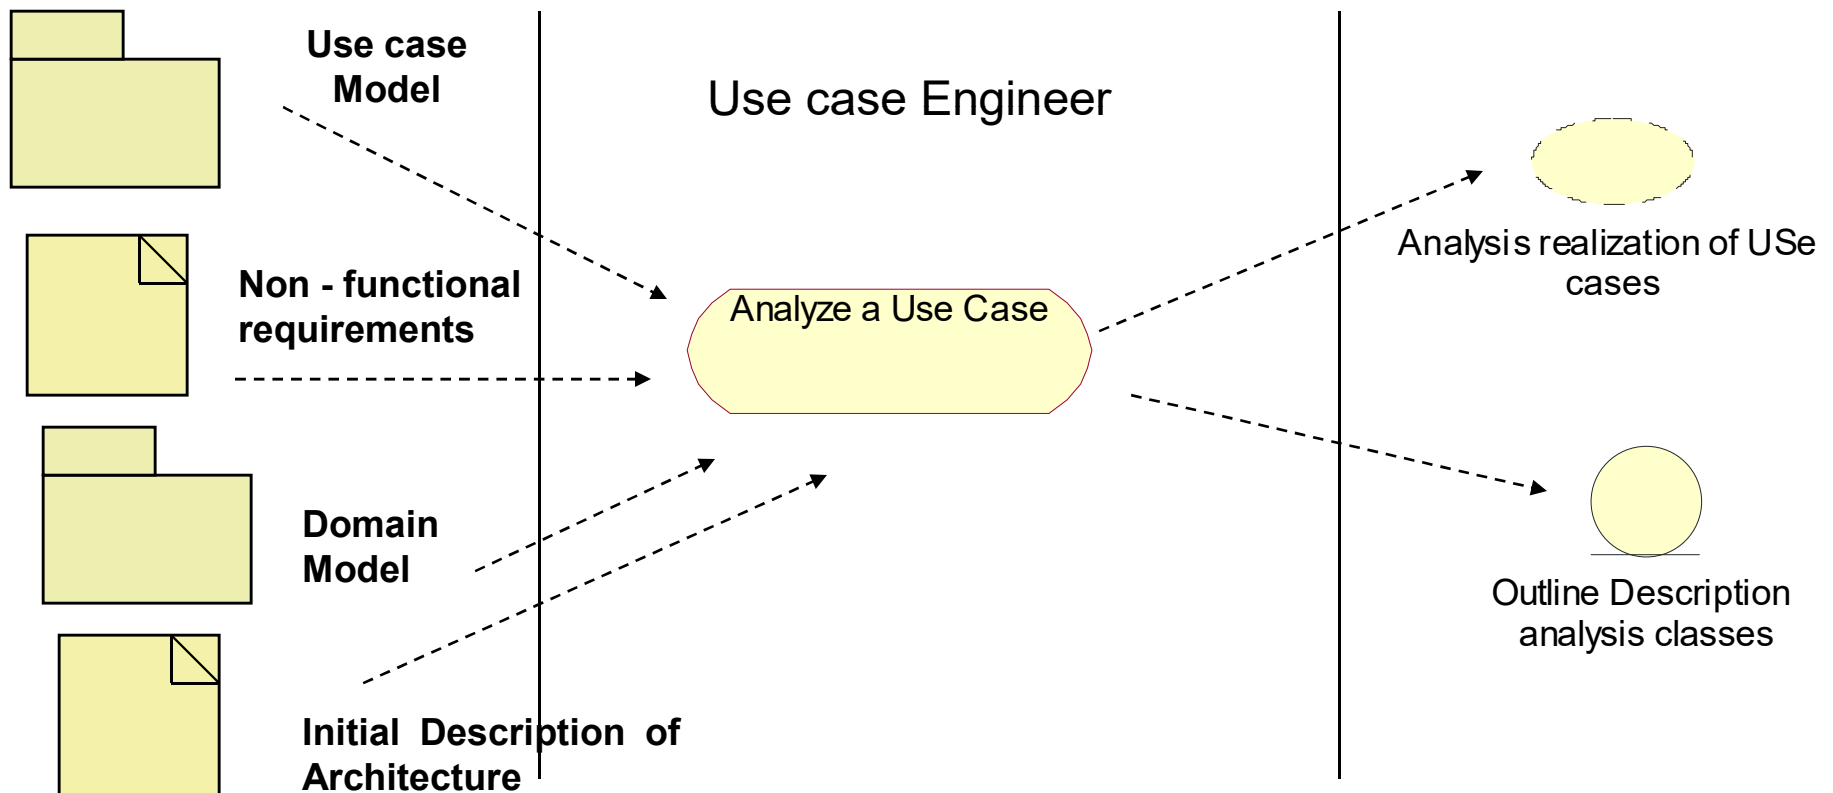 Use case
Model
Use case Engineer
Analysis realization of USe
cases
Non - functional
requirements
Analyze a Use Case
Domain
Model
Outline Description
analysis classes
Initial Description of
Architecture